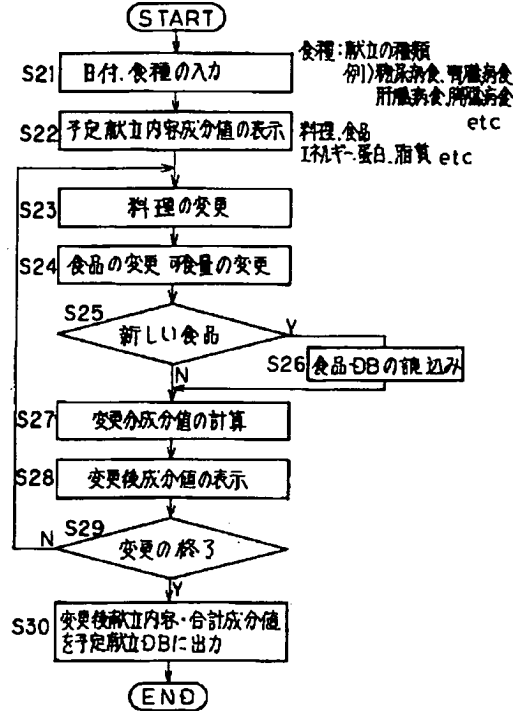 START
S21
日付、食種の入力
食種:献立の種類
例)糖尿病食、腎臓病食
肝臓病食、膵臓病食
etc
S22
予定献立内容成分値の表示
料理、食品
エネルギー、蛋白、脂質 etc
S23
料理の変更
S24
食品の変更 可食量の変更
S25
新しい食品
Y
N
S26
食品DBの読込み
S27
変更分成分値の計算
S28
変更後成分値の表示
S29
変更の終了
N
Y
S30
変更後献立内容・合計成分値
を予定献立DBに出力
END